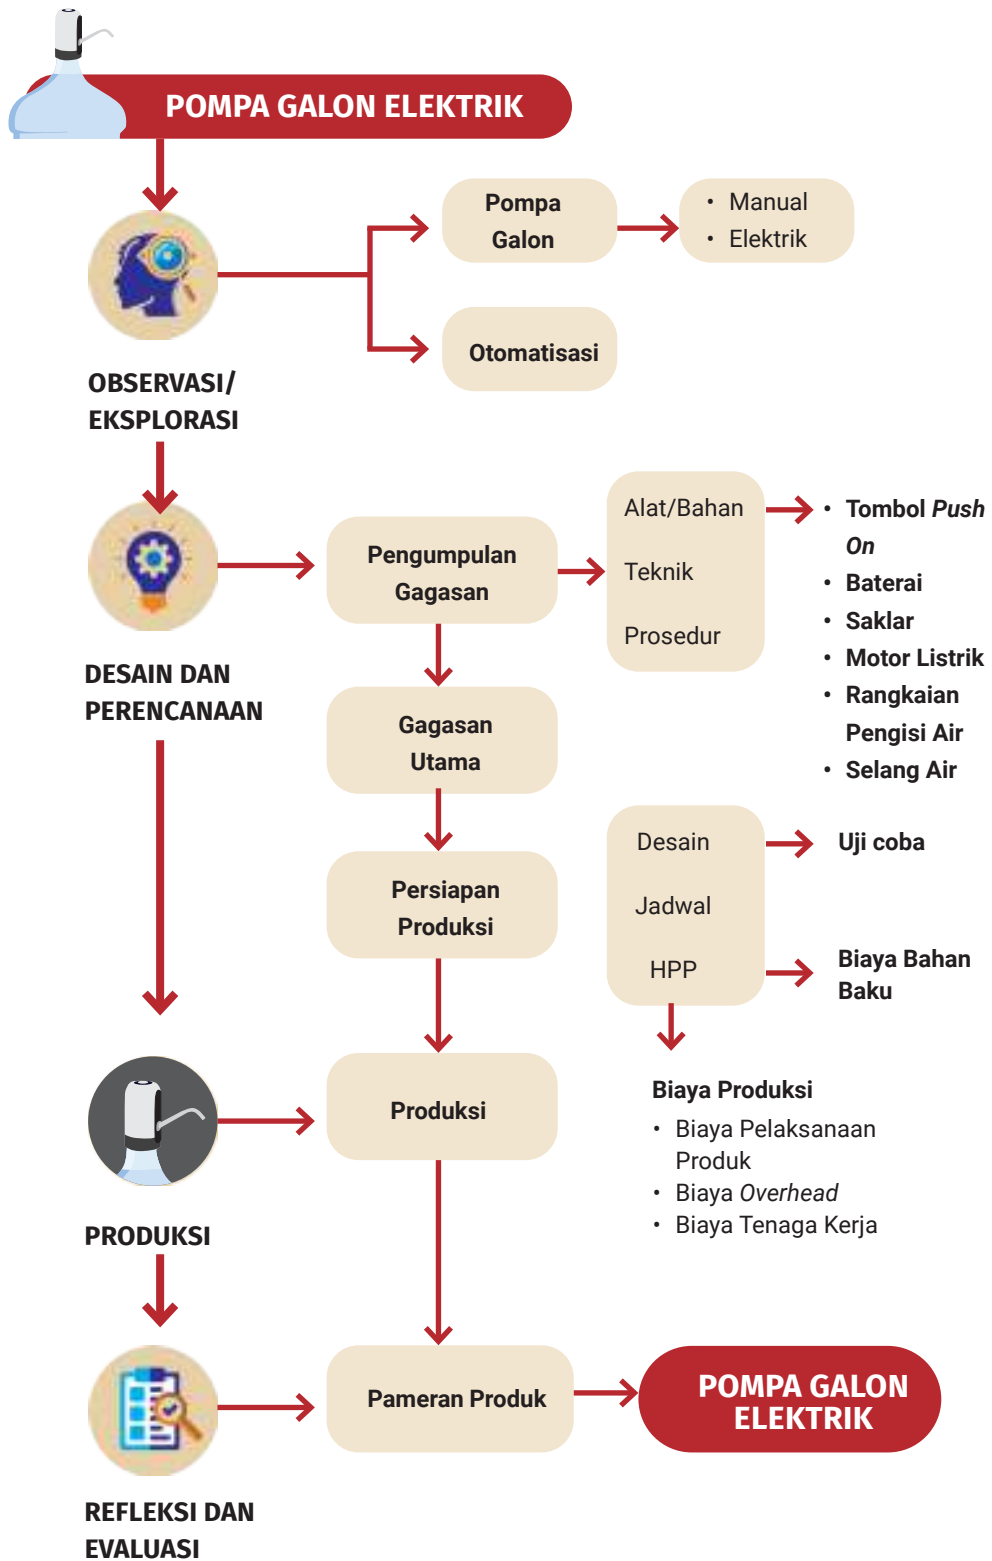 POMPA GALON ELEKTRIK
Pompa
Galon
• Manual
• Elektrik
Otomatisasi
OBSERVASI/
EKSPLORASI
Pengumpulan
Gagasan
Alat/Bahan
Teknik
Prosedur
• Tombol Push
On
• Baterai
• Saklar
• Motor Listrik
• Rangkaian
Pengisi Air
• Selang Air
DESAIN DAN
PERENCANAAN
Gagasan
Utama
Persiapan
Produksi
Desain
Jadwal
HPP
Uji coba
Biaya Bahan
Baku
Biaya Produksi
• Biaya Pelaksanaan
Produk
• Biaya Overhead
• Biaya Tenaga Kerja
Produksi
PRODUKSI
Pameran Produk
POMPA GALON
ELEKTRIK
REFLEKSI DAN
EVALUASI